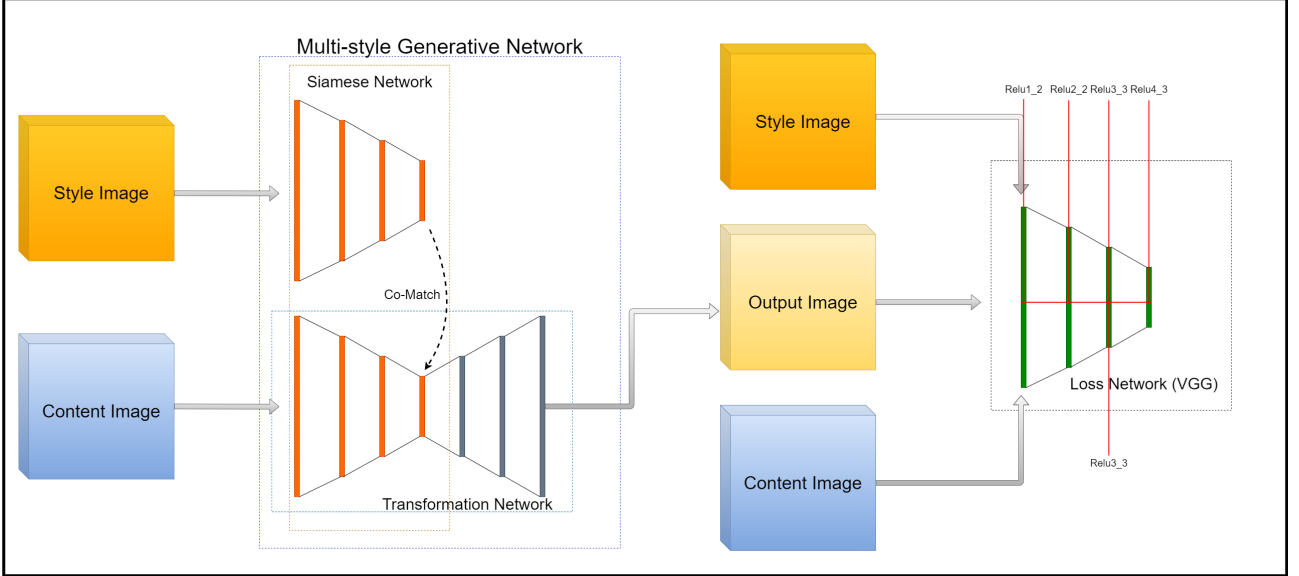 Multi-style Generative Network
Siamese Network
Style Image
Co-Match
Content Image
Transformation Network
Style Image
Output Image
Content Image
Relu1_2 Relu2_2 Relu3_3 Relu4_3
Loss Network (VGG)
Relu3_3